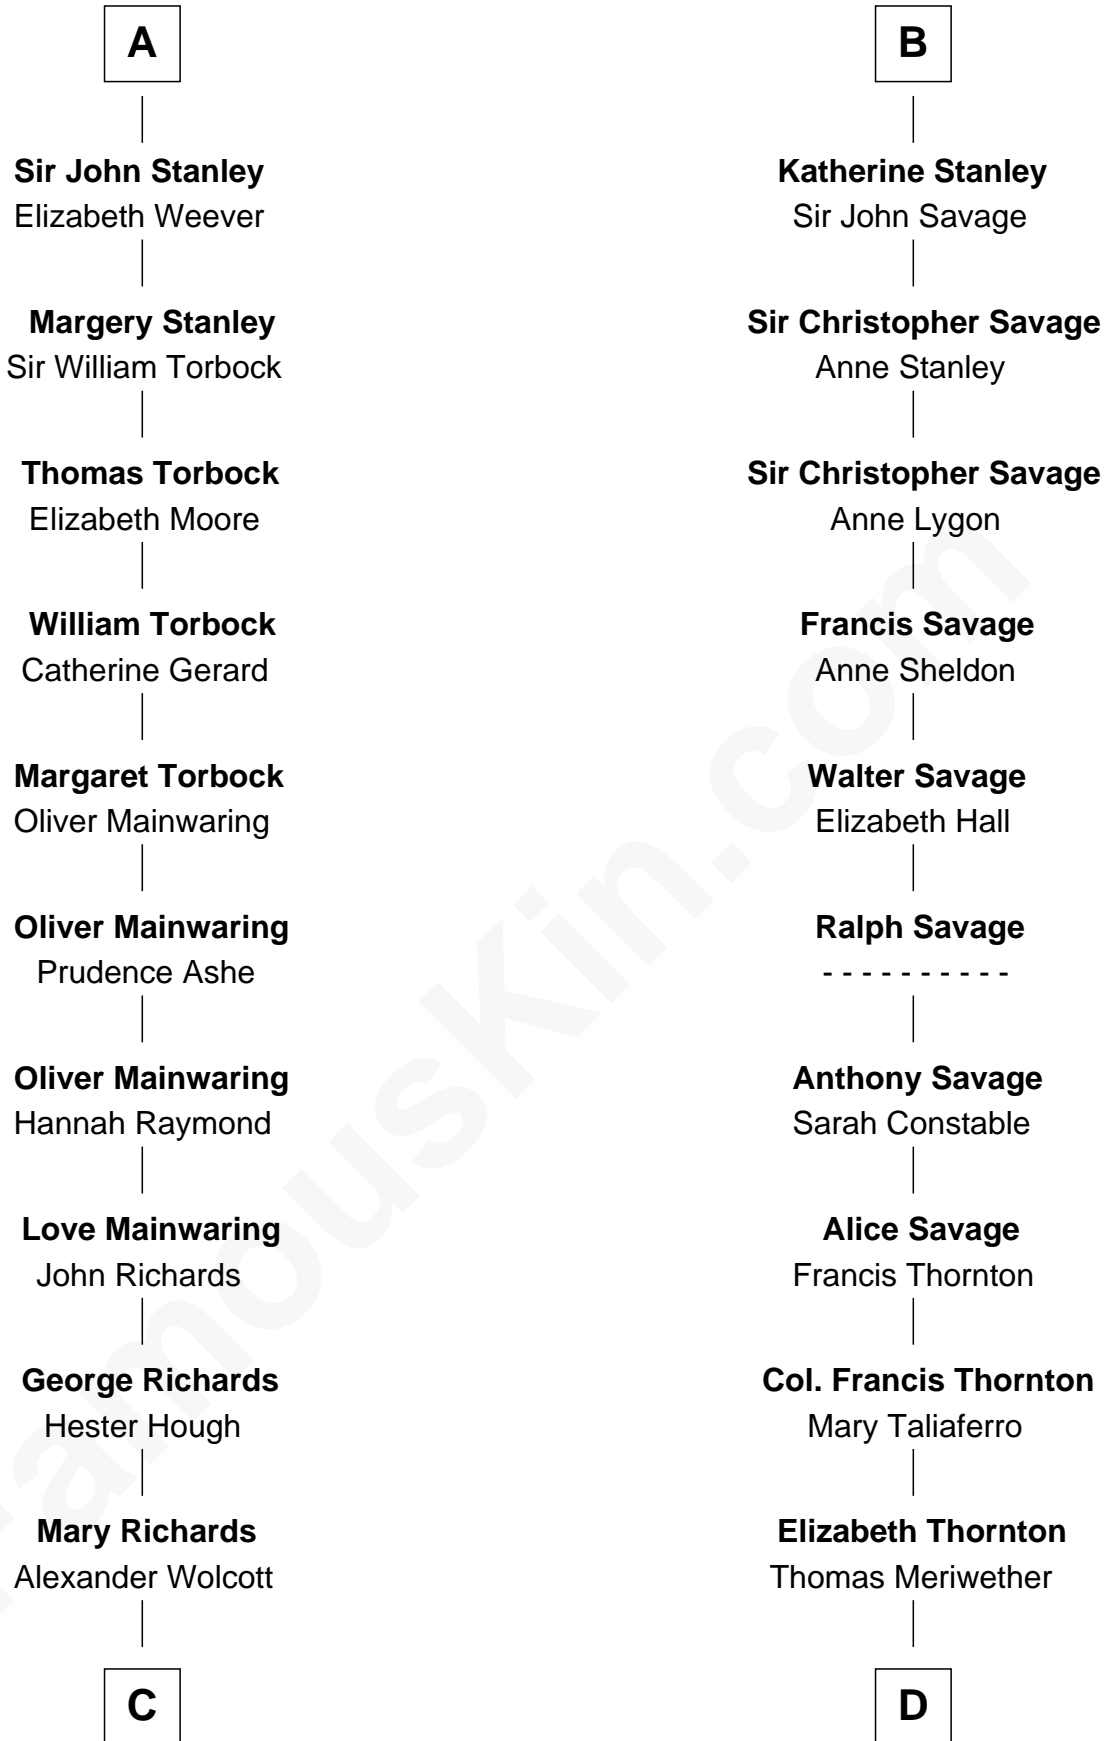 A
Sir John Stanley
Elizabeth Weever
Margery Stanley
Sir William Torbock
Thomas Torbock
Elizabeth Moore
William Torbock
Catherine Gerard
Margaret Torbock
Oliver Mainwaring
Oliver Mainwaring
Prudence Ashe
Oliver Mainwaring
Hannah Raymond
Love Mainwaring
John Richards
George Richards
Hester Hough
Mary Richards
Alexander Wolcott
C
B
Katherine Stanley
Sir John Savage
Sir Christopher Savage
Anne Stanley
Sir Christopher Savage
Anne Lygon
Francis Savage
Anne Sheldon
Walter Savage
Elizabeth Hall
Ralph Savage
- - - - - - - - - -
Anthony Savage
Sarah Constable
Alice Savage
Francis Thornton
Col. Francis Thornton
Mary Taliaferro
Elizabeth Thornton
Thomas Meriwether
D
FamousKin.com